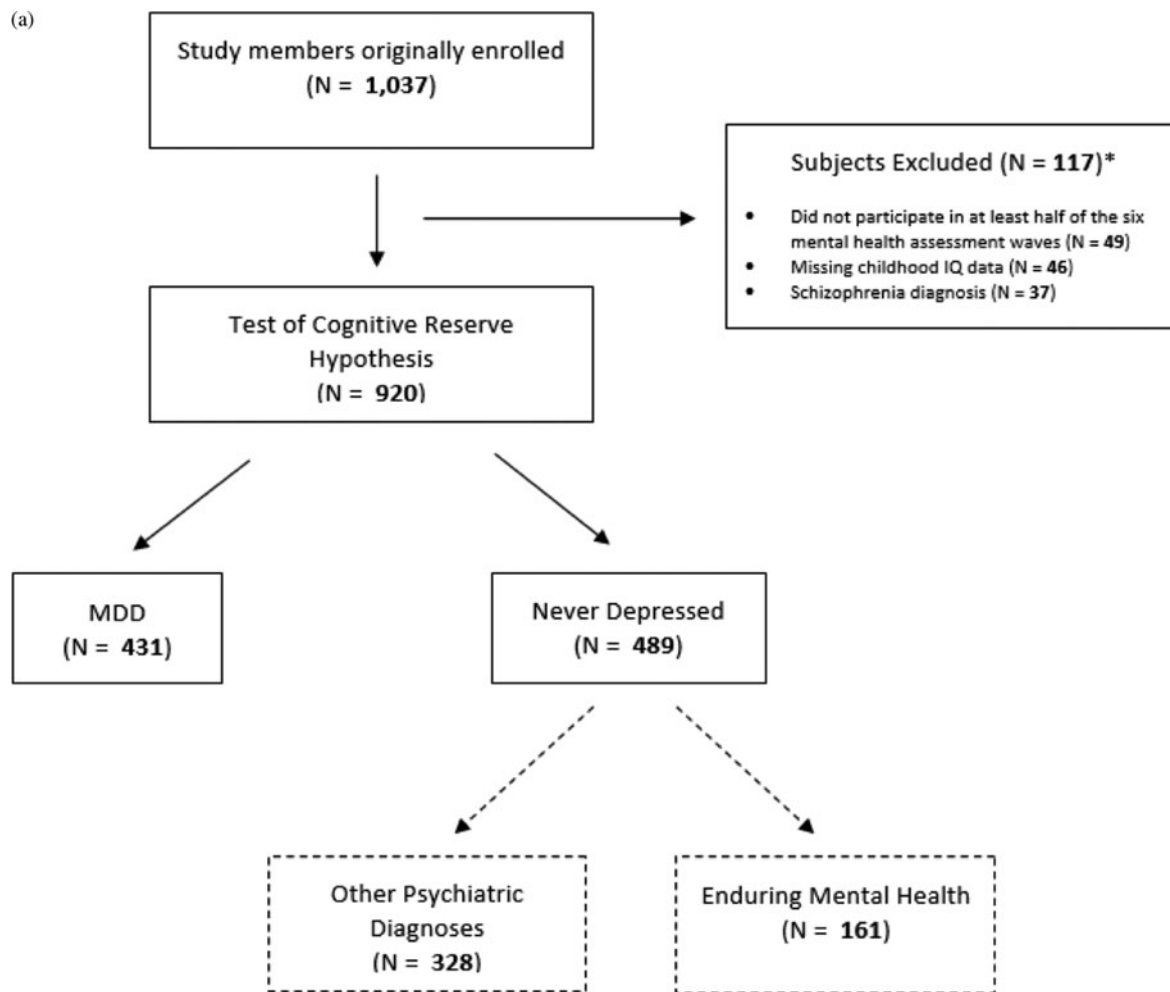 (a)
Study members originally enrolled
(N = 1,037)
Subjects Excluded (N = 117)*
• Did not participate in at least half of the six
mental health assessment waves (N = 49)
• Missing childhood IQ data (N = 46)
• Schizophrenia diagnosis (N = 37)
Test of Cognitive Reserve
Hypothesis
(N = 920)
MDD
(N = 431)
Never Depressed
(N = 489)
Other Psychiatric
Diagnoses
(N = 328)
Enduring Mental Health
(N = 161)